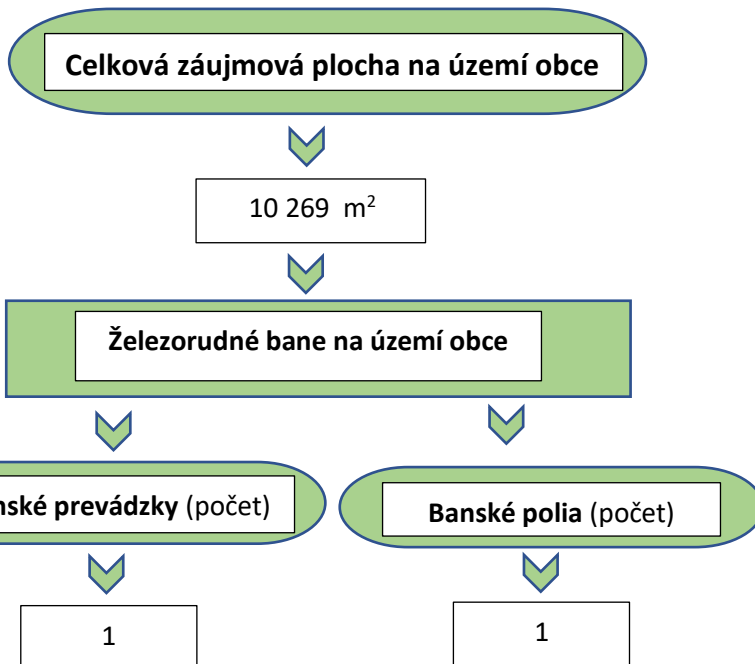 Celková záujmová plocha na území obce
10 269 m²
Železorudné bane na území obce
prevádzky (počet)
Banské polia (počet)
1
1